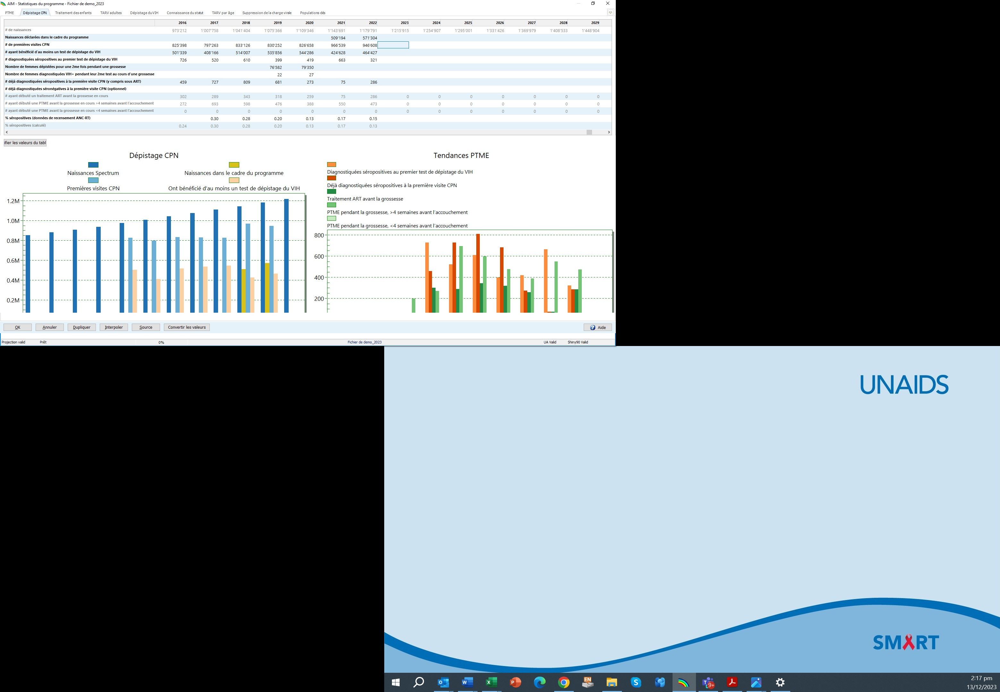 AIM - Statistiques du programme - Fichier de demo_2023
PTME Dépistage CPN Traitement des enfants TARV adultes Dépistage du VIH Connaissance du statut TARV par âge Suppression de la charge virale Populations clés
2016 2017 2018 2019 2020 2021 2022 2023 2024 2025 2026 2027 2028 2029
# de naissances 973'212 1'007'758 1'041'404 1'075'366 1'109'346 1'143'691 1'179'791 1'215'915 1'254'907 1'295'001 1'331'426 1'369'979 1'408'533 1'448'904
Naissances déclarées dans le cadre du programme 509'194 571'304
# de premières visites CPN 825'398 797'263 833'126 830'252 826'658 966'539 946'608
# ayant bénéficié d'au moins un test de dépistage du VIH 501'339 408'166 514'007 535'856 544'286 424'628 464'427
# diagnostiquées séropositives au premier test de dépistage du VIH 726 520 610 399 419 663 321
Nombre de femmes dépistées pour une 2me fois pendant une grossesse 76'582 79'350
Nombre de femmes diagnostiquées VIH+ pendant leur 2me test au cours d'une grossesse 22 27
# déjà diagnostiquées séropositives à la première visite CPN (y compris sous ART) 459 727 809 681 273 75 286
# déjà diagnostiquées séronégatives à la première visite CPN (optionnel)
# ayant débuté un traitement ART avant la grossesse en cours 302 289 343 318 259 75 286 0 0 0 0 0 0 0
# ayant débuté une PTME avant la grossesse en cours >4 semaines avant l'accouchement 272 693 598 476 388 550 473 0 0 0 0 0 0 0
# ayant débuté une PTME avant la grossesse en cours <4 semaines avant l'accouchement 0 0 0 0 0 0 0 0 0 0 0 0 0 0
% séropositives (données de recensement ANC-RT) 0.30 0.28 0.20 0.13 0.17 0.15
% séropositives (calculé) 0.24 0.30 0.28 0.20 0.13 0.17 0.13
ifier les valeurs du tabl
Dépistage CPN
Naissances Spectrum Naissances dans le cadre du programme
Premières visites CPN Ont bénéficié d'au moins un test de dépistage du VIH
1.2M
1.0M
0.8M
0.6M
0.4M
0.2M
Tendances PTME
Diagnostiquées séropositives au premier test de dépistage du VIH
Déjà diagnostiquées séropositives à la première visite CPN
Traitement ART avant la grossesse
PTME pendant la grossesse, >4 semaines avant l'accouchement
PTME pendant la grossesse, <4 semaines avant l'accouchement
800
600
400
200
OK Annuler Dupliquer Interpoler Source Convertir les valeurs Aide
Projection valid Prêt 0% Fichier de demo_2023 UA Valid Shiny90 Valid
UNAIDS
SMART
EN
9+
2:17 pm
13/12/2023